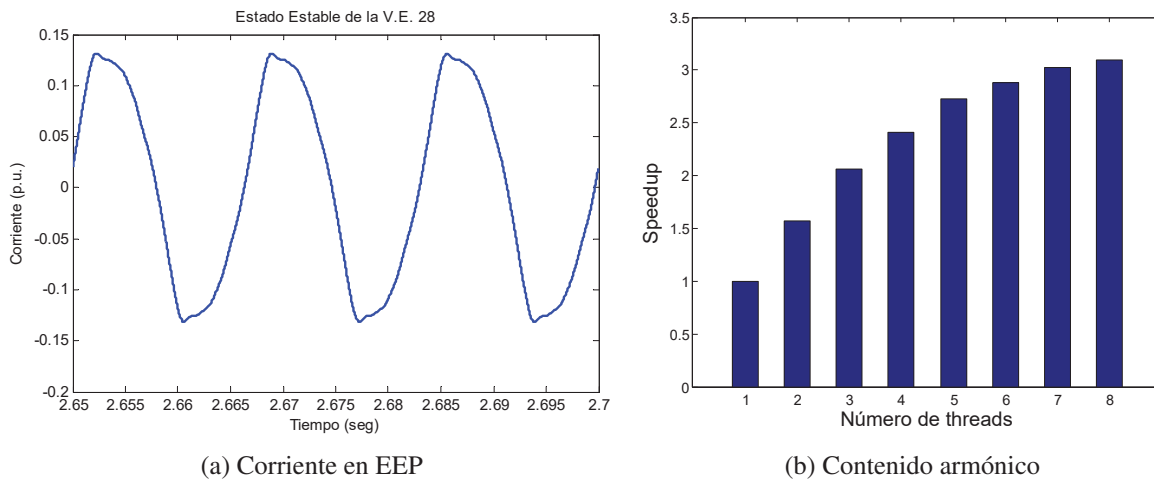 Estado Estable de la V.E. 28
0.15
0.1
0.05
0
-0.05
-0.1
-0.15
-0.2
Corriente (p.u.)
2.65 2.655 2.66 2.665 2.67 2.675 2.68 2.685 2.69 2.695 2.7
Tiempo (seg)
(a) Corriente en EEP
3.5
3
2.5
2
1.5
1
0.5
0
Speedup
1 2 3 4 5 6 7 8
Número de threads
(b) Contenido armónico